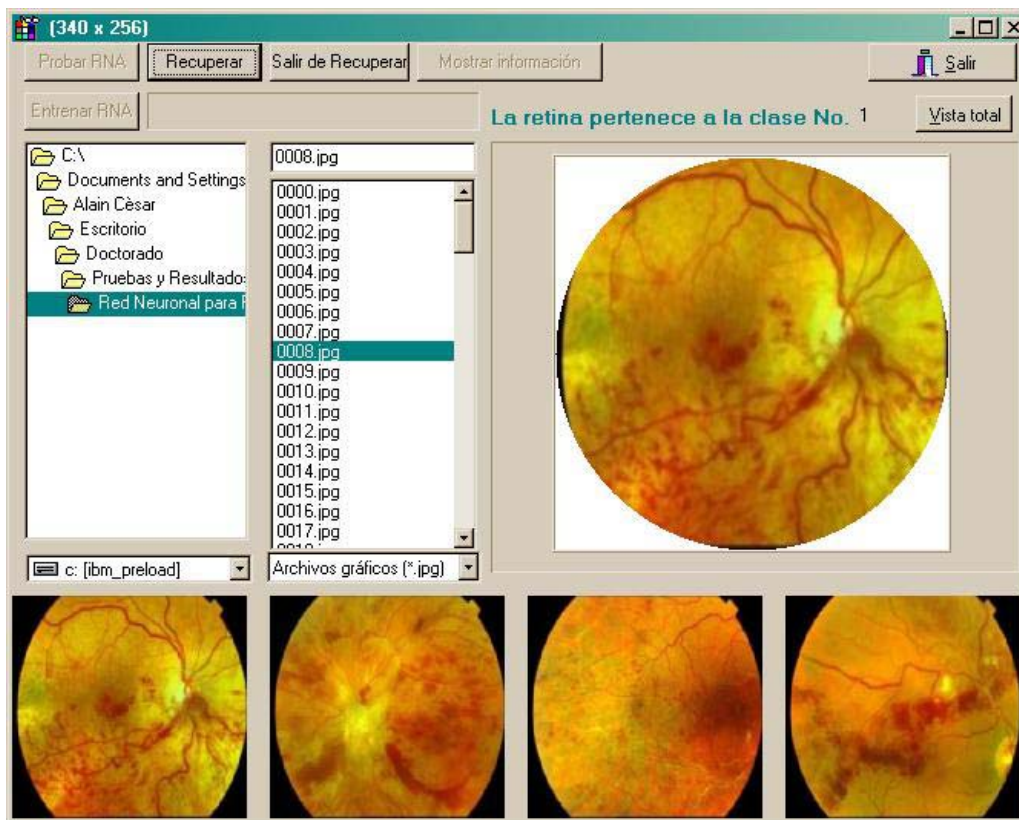 (340 x 256)
Probar RNA Recuperar Salir de Recuperar Mostrar información Salir
Entrenar RNA
La retina pertenece a la clase No. 1 Vista total
C:\
Documents and Settings
Alain Cèsar
Escritorio
Doctorado
Pruebas y Resultado
Red Neuronal para
0008.jpg
0000.jpg
0001.jpg
0002.jpg
0003.jpg
0004.jpg
0005.jpg
0006.jpg
0007.jpg
0008.jpg
0009.jpg
0010.jpg
0011.jpg
0012.jpg
0013.jpg
0014.jpg
0015.jpg
0016.jpg
0017.jpg
c: [ibm_preload]
Archivos gráficos (*.jpg)